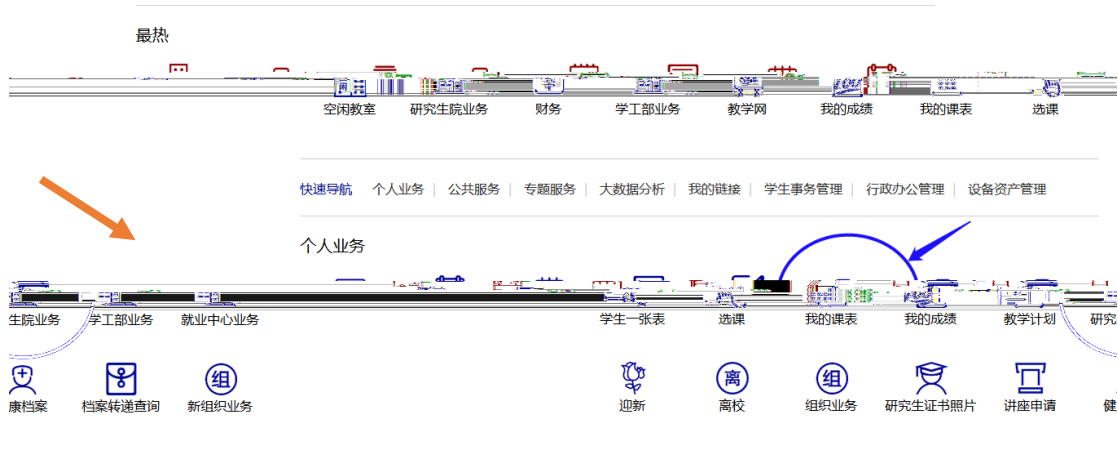 最热
空闲教室 研究生院业务 财务 学工部业务 教学网 我的成绩 我的课表 选课
快速导航 个人业务 | 公共服务 | 专题服务 | 大数据分析 | 我的链接 | 学生事务管理 | 行政办公管理 | 设备资产管理
个人业务
生院业务 学工部业务 就业中心业务 学生一张表 选课 我的课表 我的成绩 教学计划 研究
组 离 组
康档案 档案转递查询 新组织业务 迎新 离校 组织业务 研究生证书照片 讲座申请 健